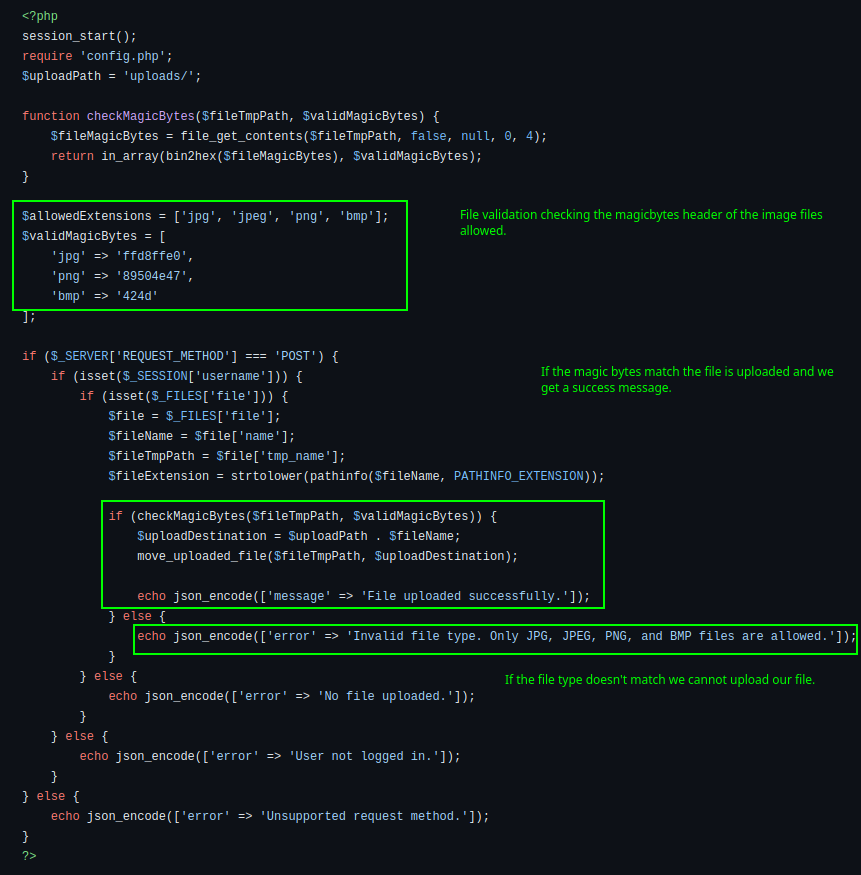 <?php
session_start();
require 'config.php';
$uploadPath = 'uploads/';
function checkMagicBytes($fileTmpPath, $validMagicBytes) {
    $fileMagicBytes = file_get_contents($fileTmpPath, false, null, 0, 4);
    return in_array(bin2hex($fileMagicBytes), $validMagicBytes);
}
$allowedExtensions = ['jpg', 'jpeg', 'png', 'bmp'];
File validation checking the magicbytes header of the image files
allowed.
$validMagicBytes = [
    'jpg' => 'ffd8ffe0',
    'png' => '89504e47',
    'bmp' => '424d'
];
if ($_SERVER['REQUEST_METHOD'] === 'POST') {
If the magic bytes match the file is uploaded and we
get a success message.
    if (isset($_SESSION['username'])) {
        if (isset($_FILES['file'])) {
            $file = $_FILES['file'];
            $fileName = $file['name'];
            $fileTmpPath = $file['tmp_name'];
            $fileExtension = strtolower(pathinfo($fileName, PATHINFO_EXTENSION));
            if (checkMagicBytes($fileTmpPath, $validMagicBytes)) {
                $uploadDestination = $uploadPath . $fileName;
                move_uploaded_file($fileTmpPath, $uploadDestination);
                echo json_encode(['message' => 'File uploaded successfully.']);
            } else {
                echo json_encode(['error' => 'Invalid file type. Only JPG, JPEG, PNG, and BMP files are allowed.']);
            }
        } else {
If the file type doesn't match we cannot upload our file.
            echo json_encode(['error' => 'No file uploaded.']);
        }
    } else {
        echo json_encode(['error' => 'User not logged in.']);
    }
} else {
    echo json_encode(['error' => 'Unsupported request method.']);
}
?>